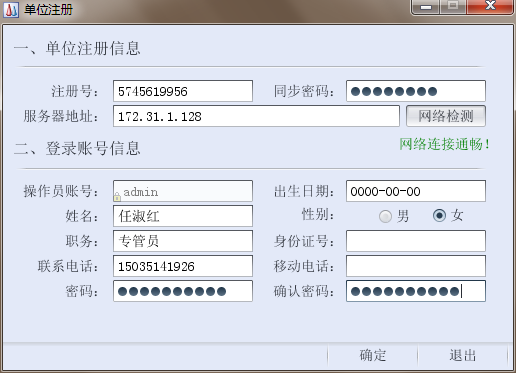 单位注册
一、单位注册信息
注册号: 5745619956 同步密码: ●●●●●●●●
服务器地址: 172.31.1.128 网络检测
网络连接通畅!
二、登录账号信息
操作员账号: admin 出生日期: 0000-00-00
姓名: 任淑红 性别: 男 女
职务: 专管员 身份证号:
联系电话: 15035141926 移动电话:
密码: ●●●●●●●●●● 确认密码: ●●●●●●●●●●
确定 退出